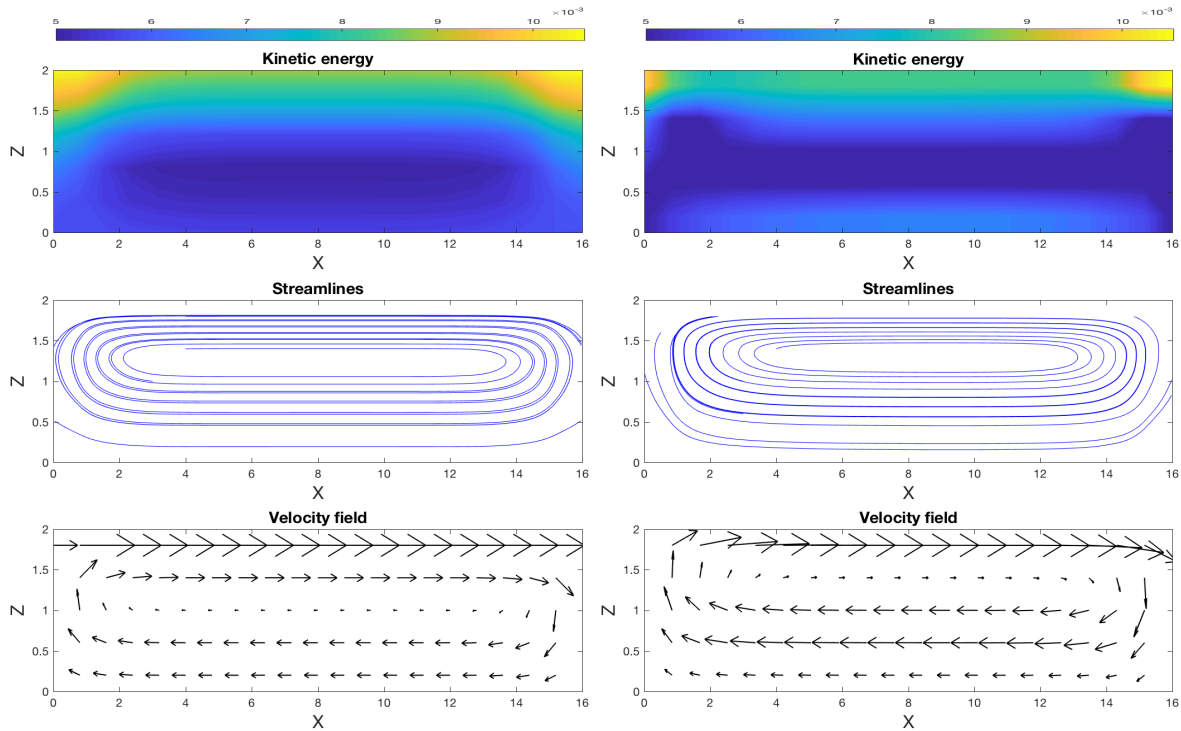 ×10⁻³ ×10⁻³
5 6 7 8 9 10 5 6 7 8 9 10
Kinetic energy Kinetic energy
2 2
1.5 1.5
Z 1 Z 1
0.5 0.5
0 0
0 2 4 6 8 10 12 14 16 0 2 4 6 8 10 12 14 16
X X
Streamlines Streamlines
2 2
1.5 1.5
Z 1 Z 1
0.5 0.5
0 0
0 2 4 6 8 10 12 14 16 0 2 4 6 8 10 12 14 16
X X
Velocity field Velocity field
2 2
1.5 1.5
Z 1 Z 1
0.5 0.5
0 0
0 2 4 6 8 10 12 14 16 0 2 4 6 8 10 12 14 16
X X